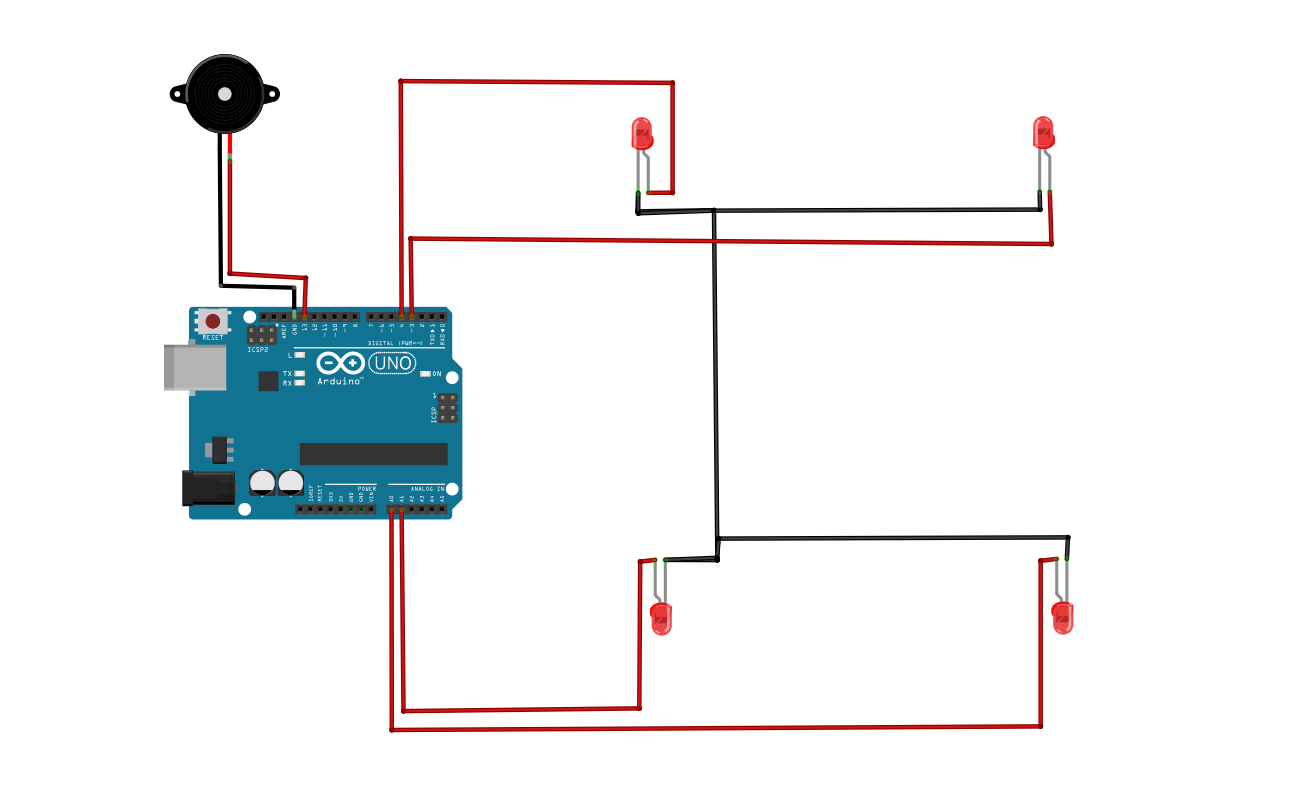 RESET
ICSP2
AREF
GND
13
12
~11
~10
~9
8
7
~6
~5
4
~3
2
TXD▶1
RXD◀0
DIGITAL (PWM=~)
L
TX
RX
UNO
Arduino™
ON
1
ICSP
POWER
ANALOG IN
IOREF
RESET
3V3
5V
GND
GND
VIN
A0
A1
A2
A3
A4
A5